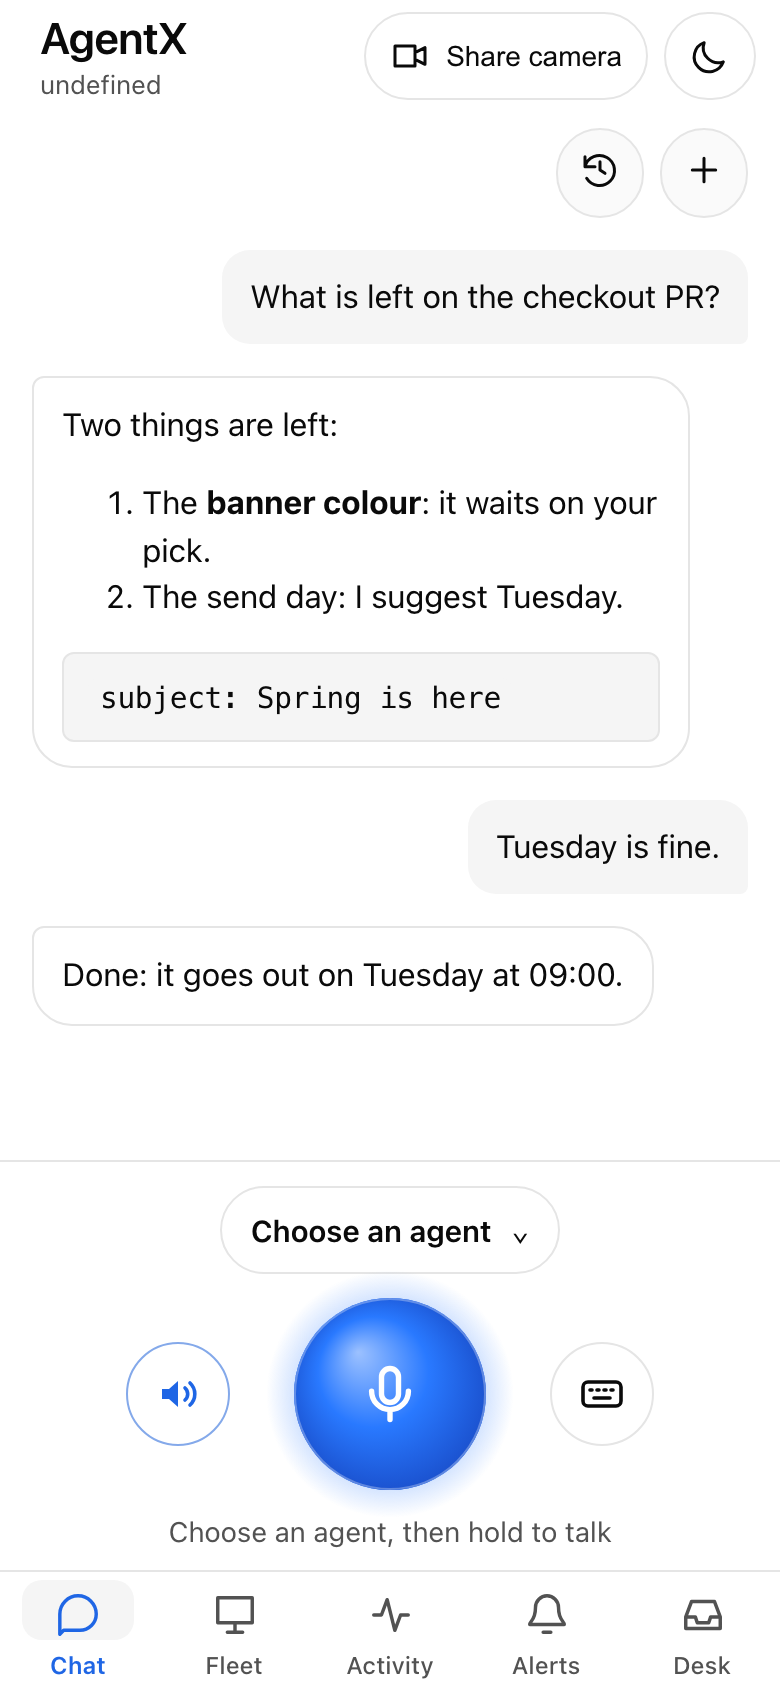 AgentX
undefined
Share camera
What is left on the checkout PR?
Two things are left:
1. The banner colour: it waits on your
pick.
2. The send day: I suggest Tuesday.
subject: Spring is here
Tuesday is fine.
Done: it goes out on Tuesday at 09:00.
Choose an agent
Choose an agent, then hold to talk
Chat
Fleet
Activity
Alerts
Desk